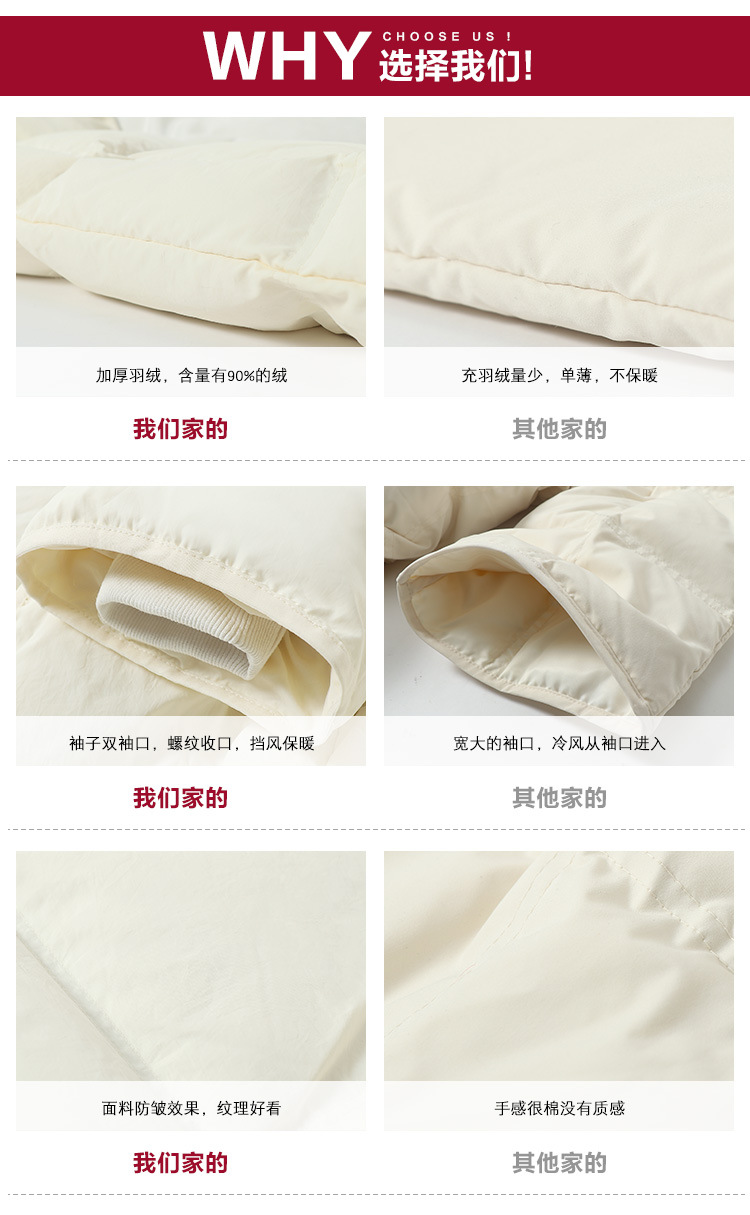 WHY
CHOOSE US !
选择我们!
加厚羽绒，含量有90%的绒
充羽绒量少，单薄，不保暖
我们家的
其他家的
袖子双袖口，螺纹收口，挡风保暖
宽大的袖口，冷风从袖口进入
我们家的
其他家的
面料防皱效果，纹理好看
手感很棉没有质感
我们家的
其他家的